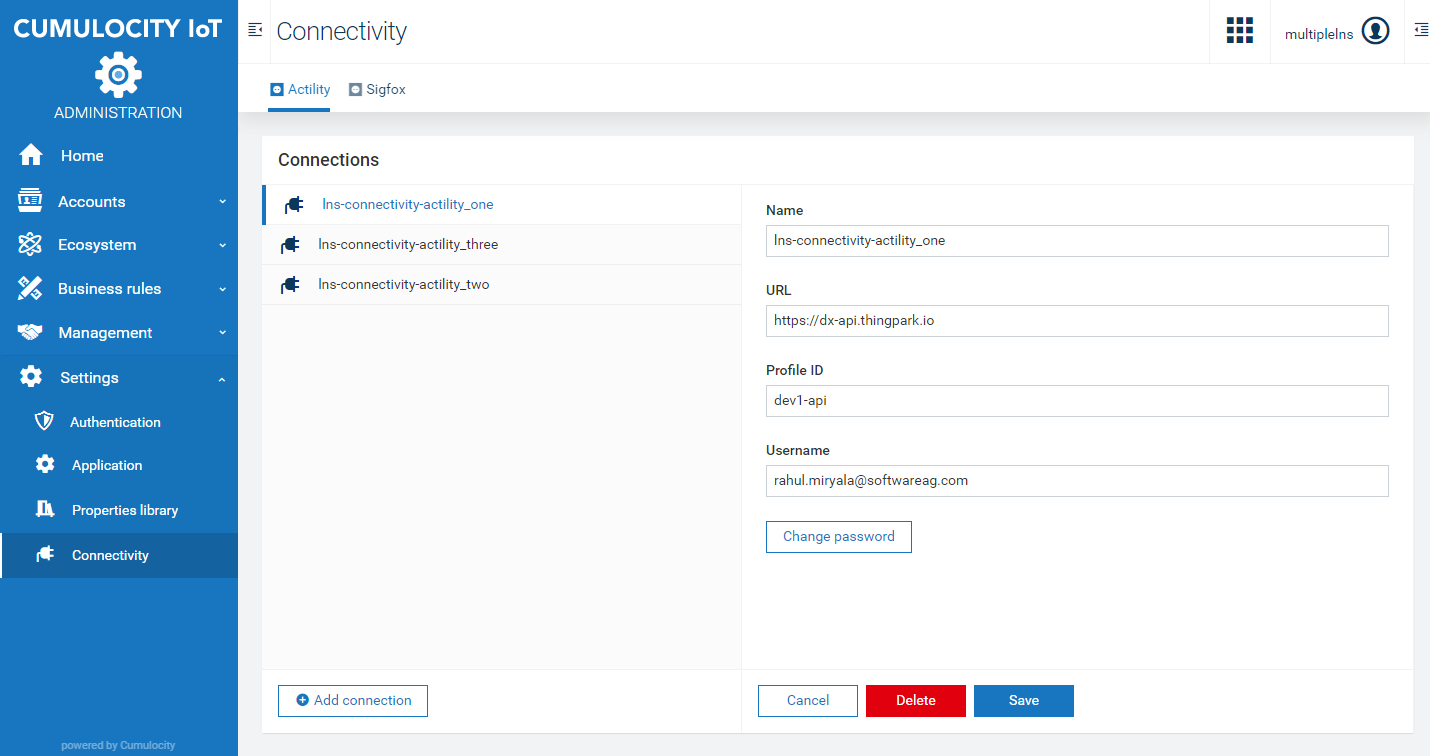 CUMULOCITY IoT
ADMINISTRATION
Home
Accounts
Ecosystem
Business rules
Management
Settings
Authentication
Application
Properties library
Connectivity
powered by Cumulocity
Connectivity
multiplelns
Actility
Sigfox
Connections
lns-connectivity-actility_one
lns-connectivity-actility_three
lns-connectivity-actility_two
Add connection
Name
lns-connectivity-actility_one
URL
https://dx-api.thingpark.io
Profile ID
dev1-api
Username
rahul.miryala@softwareag.com
Change password
Cancel
Delete
Save